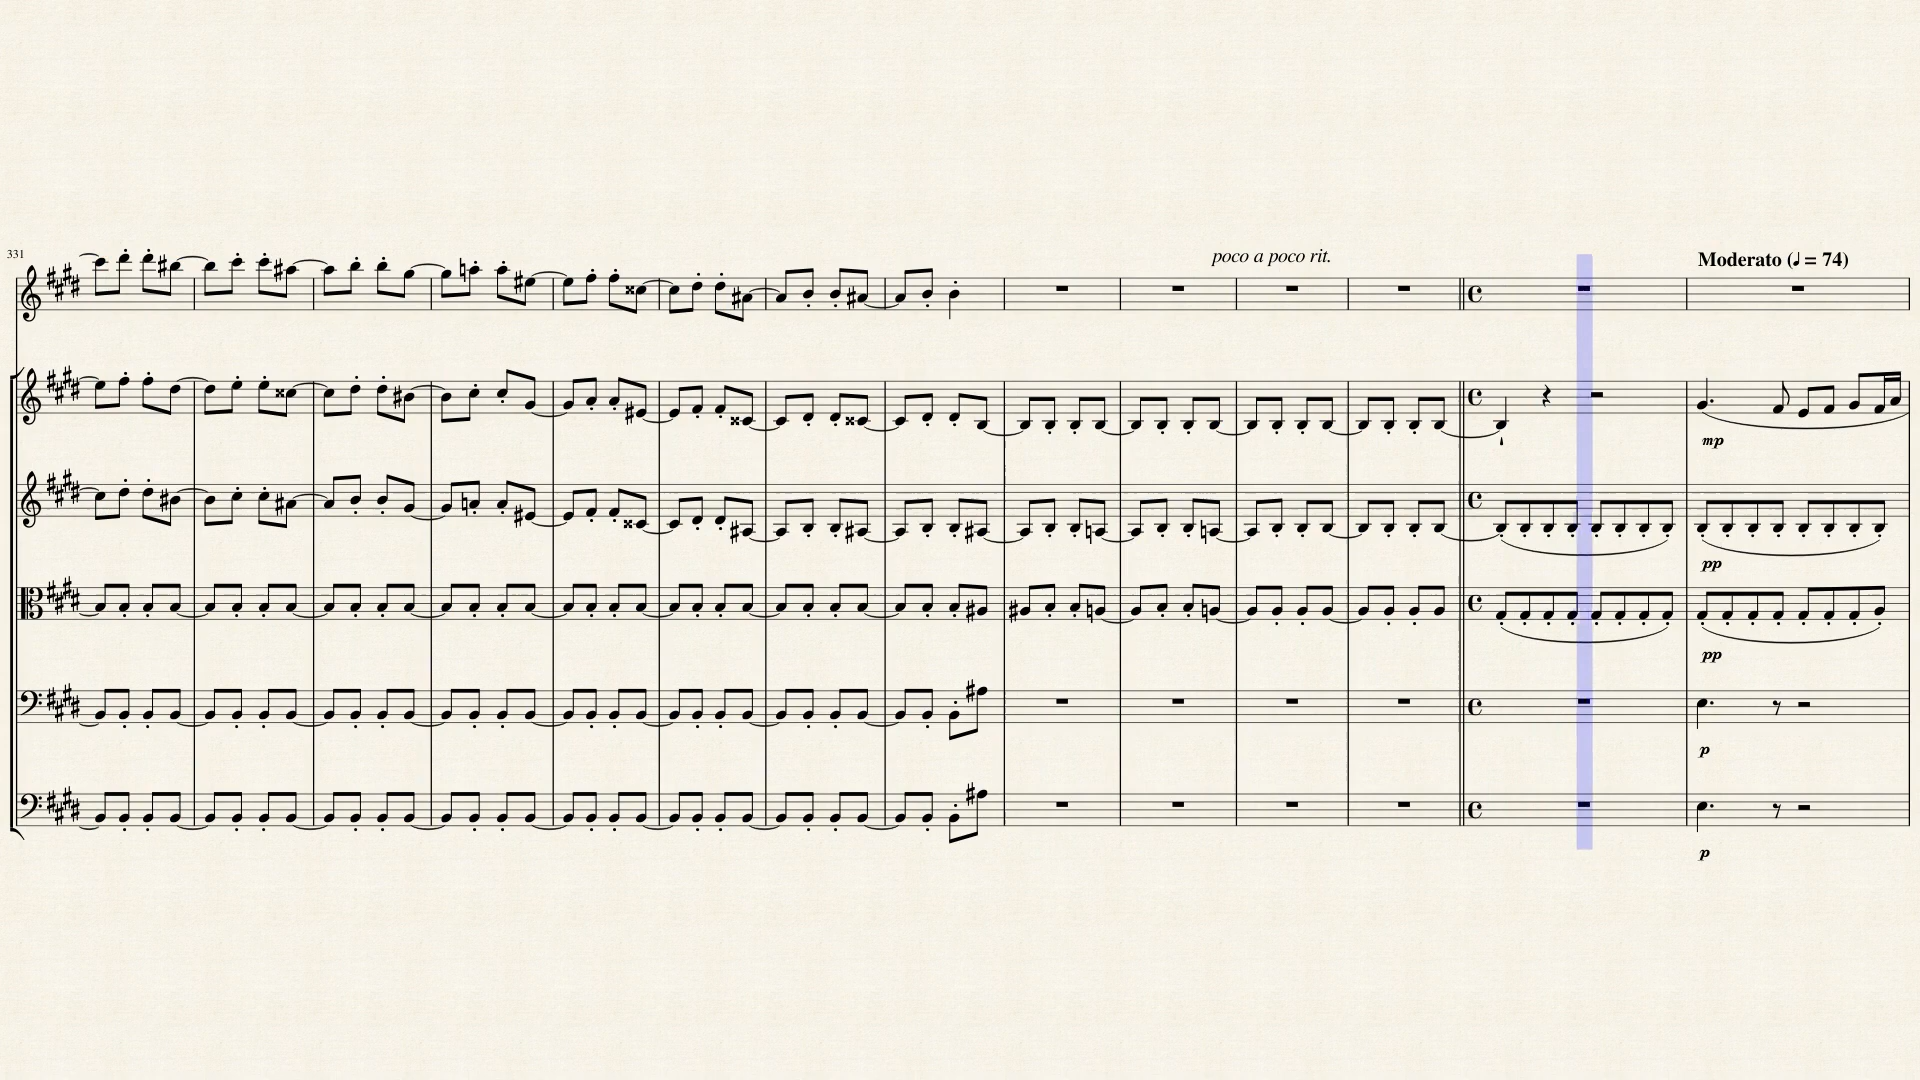 331
poco a poco rit.
Moderato (♩ = 74)
mp
pp
pp
p
p